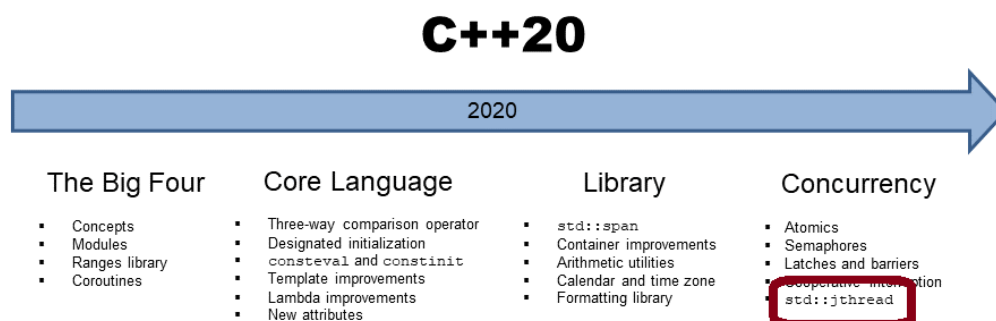 C++20
2020
The Big Four
Concepts
Modules
Ranges library
Coroutines
Core Language
Three-way comparison operator
Designated initialization
consteval and constinit
Template improvements
Lambda improvements
New attributes
Library
std::span
Container improvements
Arithmetic utilities
Calendar and time zone
Formatting library
Concurrency
Atomics
Semaphores
Latches and barriers
Cooperative interruption
std::jthread